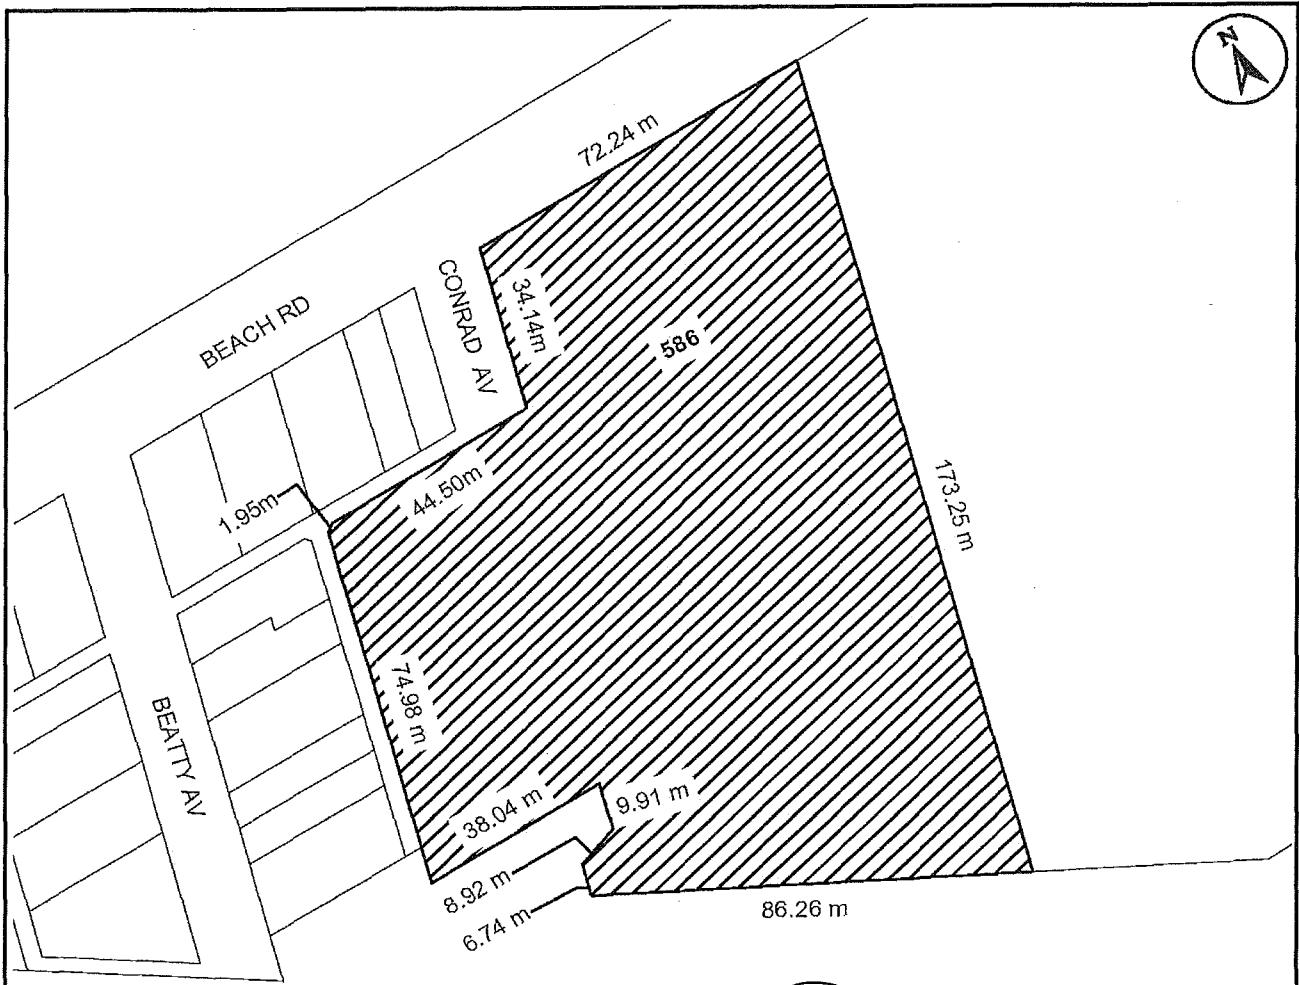 N
72.24 m
BEACH RD
CONRAD AV
34.14m
586
44.50m
1.95m
173.25 m
74.98 m
BEATTY AV
38.04 m
9.91 m
8.92 m
6.74 m
86.26 m